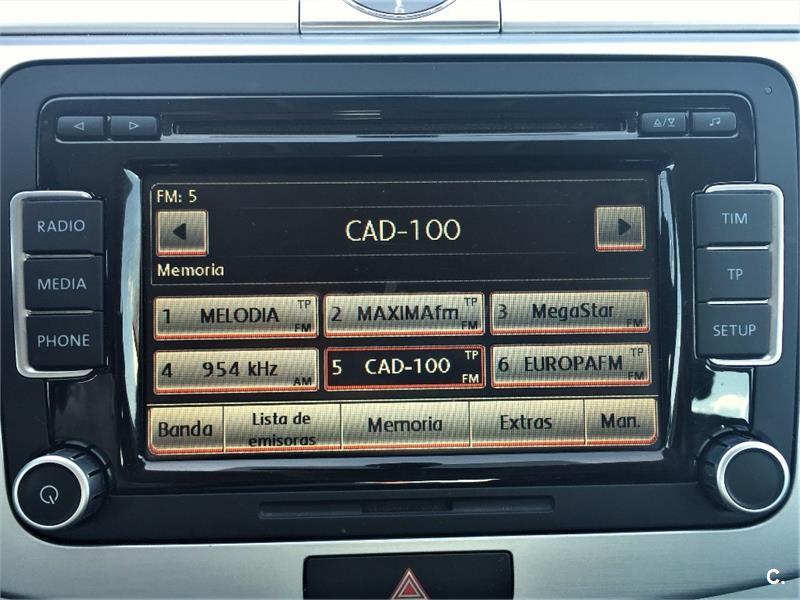 FM: 5
CAD-100
Memoria
1 MELODIA TP FM
2 MAXIMAfm TP FM
3 MegaStar FM
4 954 kHz AM
5 CAD-100 TP FM
6 EUROPAFM TP FM
Banda
Lista de
emisoras
Memoria
Extras
Man.
RADIO
MEDIA
PHONE
TIM
TP
SETUP
C.